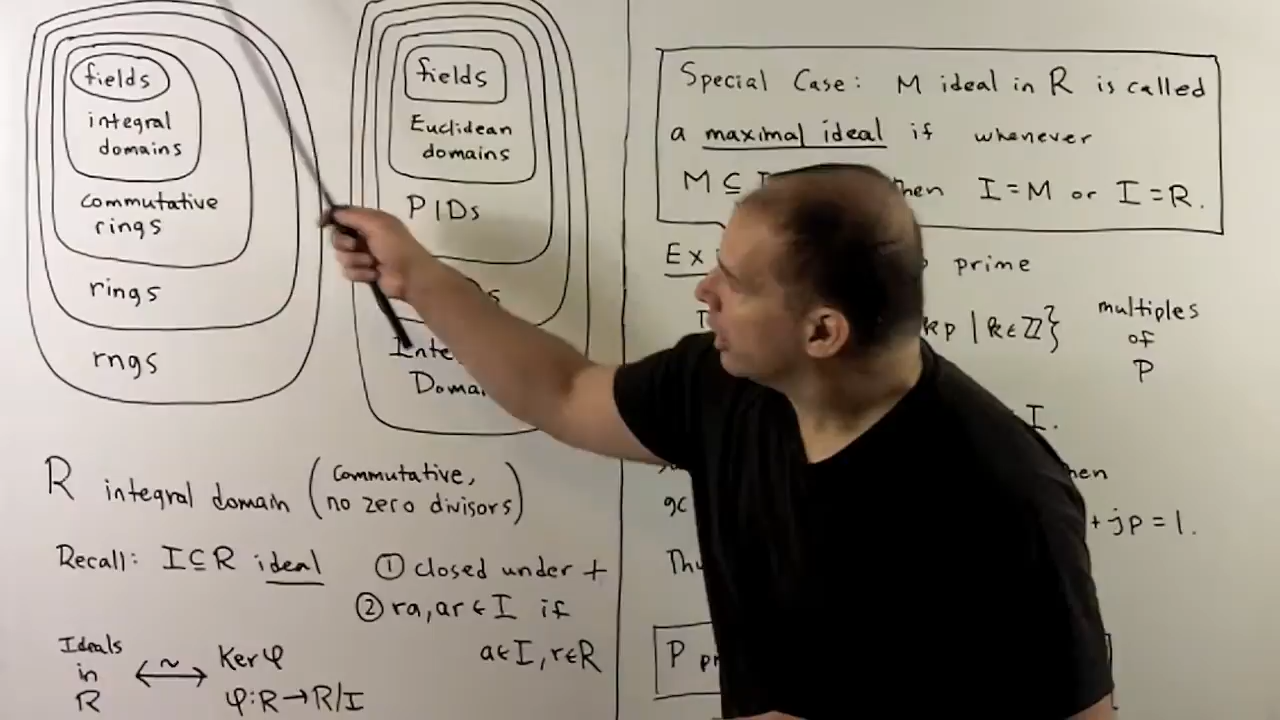 fields
integral
domains
commutative
rings
rings
rngs
fields
Euclidean
domains
PIDs
R integral domain (commutative,
no zero divisors)
Recall: I⊆R ideal ① closed under +
② ra, ar ∈ I if
a∈I, r∈R
Ideals
in
R
↔ ~
Ker φ
φ: R → R/I
Special Case: M ideal in R is called
a maximal ideal if whenever
M ⊆ I = M or I = R.
Ex prime
kp | k∈ℤ} multiples
of
P
I.
+ jp = 1.
P